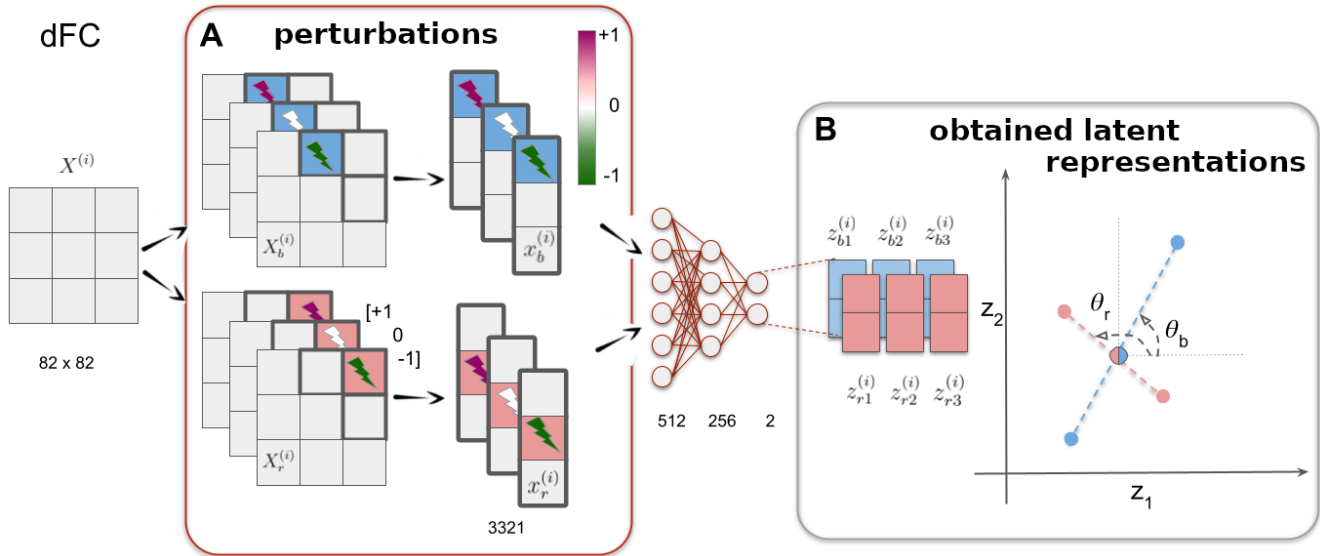 dFC
X^{(i)}
82 x 82
A perturbations
+1
0
-1
X_b^{(i)}
x_b^{(i)}
[+1
0
-1]
X_r^{(i)}
x_r^{(i)}
3321
512 256 2
B obtained latent
representations
z_{b1}^{(i)} z_{b2}^{(i)} z_{b3}^{(i)}
z_{r1}^{(i)} z_{r2}^{(i)} z_{r3}^{(i)}
z_2
θ_r
θ_b
z_1